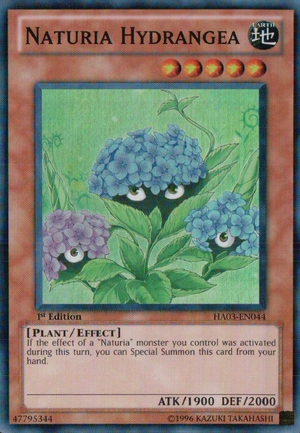 NATURIA HYDRANGEA
EARTH
地
1st Edition
HA03-EN044
[PLANT/EFFECT]
If the effect of a "Naturia" monster you control was activated
during this turn, you can Special Summon this card from your
hand.
ATK/1900 DEF/2000
47795344
©1996 KAZUKI TAKAHASHI